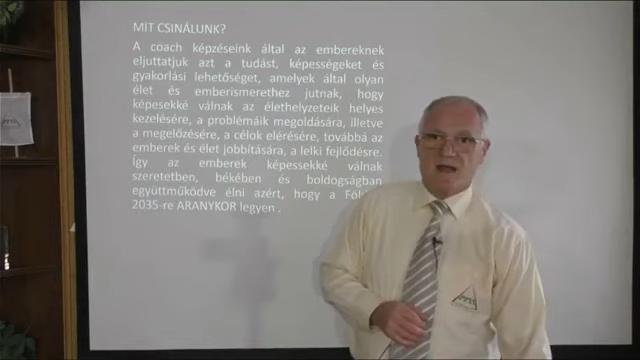 MIT CSINÁLUNK?
A coach képzéseink által az embereknek
eljuttatjuk azt a tudást, képességeket és
gyakorlási lehetőséget, amelyek által olyan
élet és emberismerethez jutnak, hogy
képesekké válnak az élethelyzeteik helyes
kezelésére, a problémáik megoldására, illetve
a megelőzésére, a célok elérésére, továbbá az
emberek és élet jobbítására, a lelki fejlődésre.
Így az emberek képessekké válnak
szeretetben, békében és boldogságban
együttműködve élni azért, hogy a
2035-re ARANYKOR legyen .